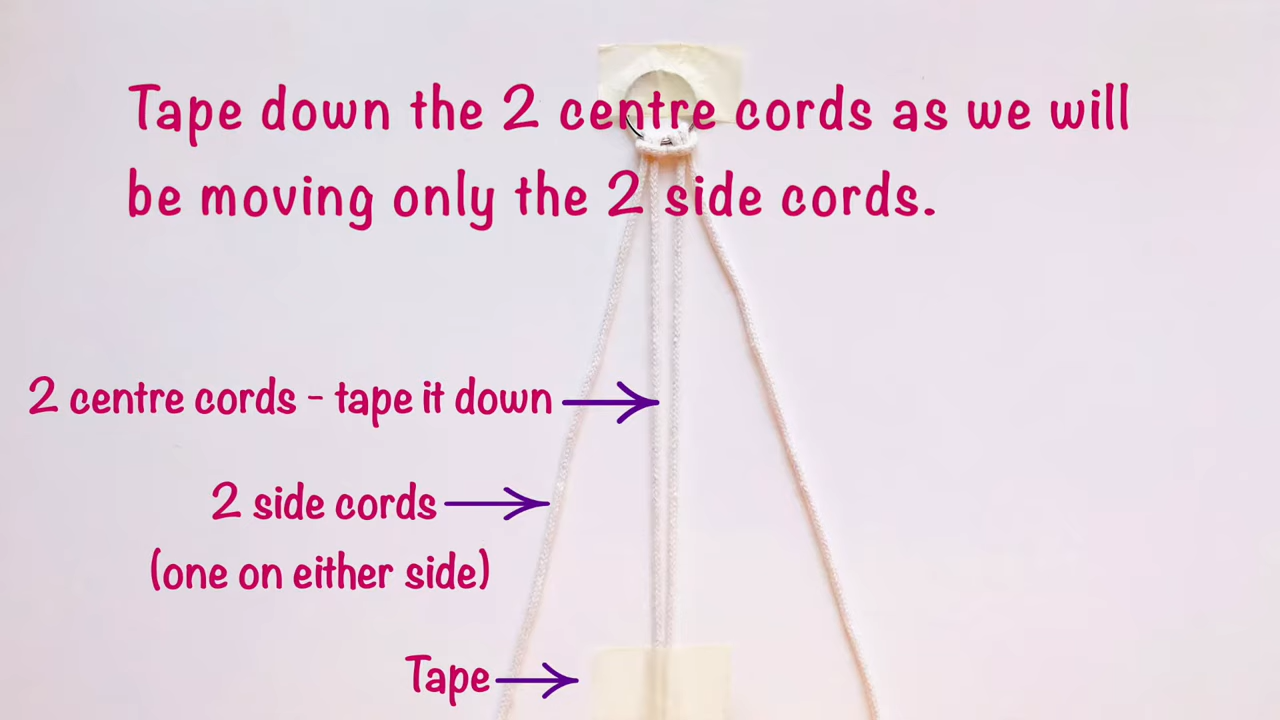 Tape down the 2 centre cords as we will
be moving only the 2 side cords.
2 centre cords - tape it down
2 side cords
(one on either side)
Tape